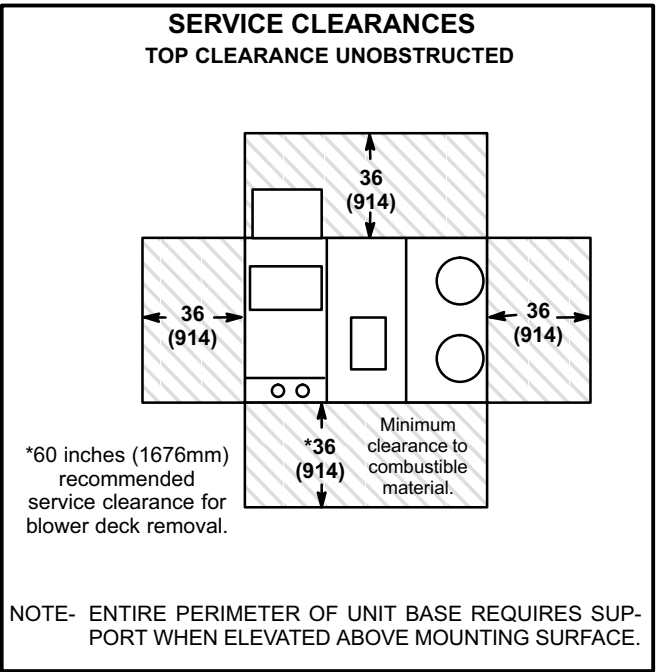 SERVICE CLEARANCES
TOP CLEARANCE UNOBSTRUCTED
36
(914)
36
(914)
36
(914)
*36
(914)
Minimum
clearance to
combustible
material.
*60 inches (1676mm)
recommended
service clearance for
blower deck removal.
NOTE- ENTIRE PERIMETER OF UNIT BASE REQUIRES SUP-
PORT WHEN ELEVATED ABOVE MOUNTING SURFACE.